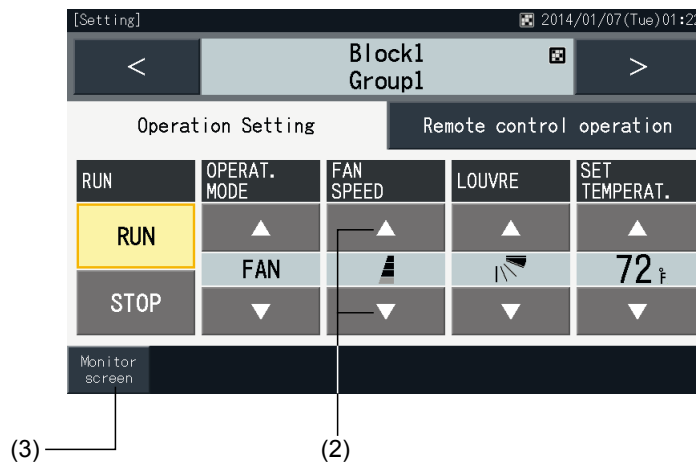 [Setting]
2014/01/07(Tue)01:22
<
Block1
Group1
>
Operation Setting
Remote control operation
RUN
OPERAT.
MODE
FAN
SPEED
LOUVRE
SET
TEMPERAT.
RUN
FAN
72°F
STOP
Monitor
screen
(3)
(2)